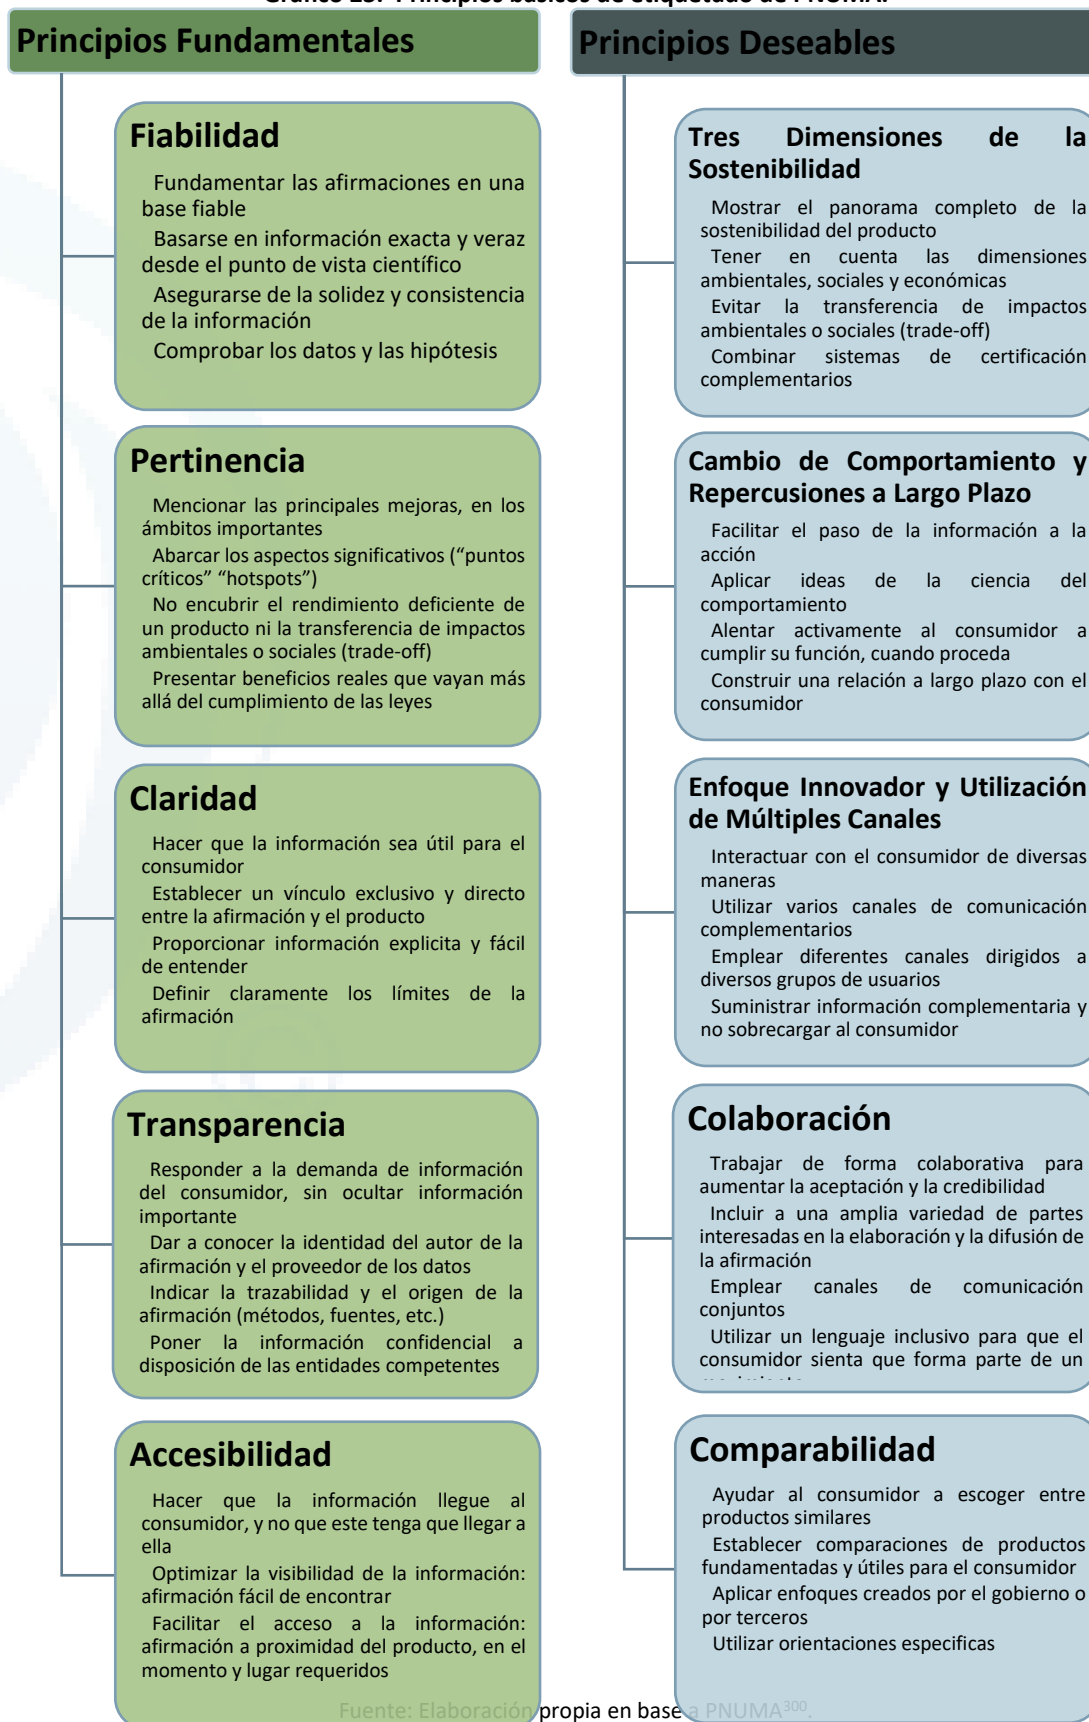 Principios Fundamentales
Fiabilidad
Fundamentar las afirmaciones en una
base fiable
Basarse en información exacta y veraz
desde el punto de vista científico
Asegurarse de la solidez y consistencia
de la información
Comprobar los datos y las hipótesis
Pertinencia
Mencionar las principales mejoras, en los
ámbitos importantes
Abarcar los aspectos significativos (“puntos
críticos” “hotspots”)
No encubrir el rendimiento deficiente de
un producto ni la transferencia de impactos
ambientales o sociales (trade-off)
Presentar beneficios reales que vayan más
allá del cumplimiento de las leyes
Claridad
Hacer que la información sea útil para el
consumidor
Establecer un vínculo exclusivo y directo
entre la afirmación y el producto
Proporcionar información explicita y fácil
de entender
Definir claramente los límites de la
afirmación
Transparencia
Responder a la demanda de información
del consumidor, sin ocultar información
importante
Dar a conocer la identidad del autor de la
afirmación y el proveedor de los datos
Indicar la trazabilidad y el origen de la
afirmación (métodos, fuentes, etc.)
Poner la información confidencial a
disposición de las entidades competentes
Accesibilidad
Hacer que la información llegue al
consumidor, y no que este tenga que llegar a
ella
Optimizar la visibilidad de la información:
afirmación fácil de encontrar
Facilitar el acceso a la información:
afirmación a proximidad del producto, en el
momento y lugar requeridos
Principios Deseables
Tres Dimensiones de la
Sostenibilidad
Mostrar el panorama completo de la
sostenibilidad del producto
Tener en cuenta las dimensiones
ambientales, sociales y económicas
Evitar la transferencia de impactos
ambientales o sociales (trade-off)
Combinar sistemas de certificación
complementarios
Cambio de Comportamiento y
Repercusiones a Largo Plazo
Facilitar el paso de la información a la
acción
Aplicar ideas de la ciencia del
comportamiento
Alentar activamente al consumidor a
cumplir su función, cuando proceda
Construir una relación a largo plazo con el
consumidor
Enfoque Innovador y Utilización
de Múltiples Canales
Interactuar con el consumidor de diversas
maneras
Utilizar varios canales de comunicación
complementarios
Emplear diferentes canales dirigidos a
diversos grupos de usuarios
Suministrar información complementaria y
no sobrecargar al consumidor
Colaboración
Trabajar de forma colaborativa para
aumentar la aceptación y la credibilidad
Incluir a una amplia variedad de partes
interesadas en la elaboración y la difusión de
la afirmación
Emplear canales de comunicación
conjuntos
Utilizar un lenguaje inclusivo para que el
consumidor sienta que forma parte de un
Comparabilidad
Ayudar al consumidor a escoger entre
productos similares
Establecer comparaciones de productos
fundamentadas y útiles para el consumidor
Aplicar enfoques creados por el gobierno o
por terceros
Utilizar orientaciones especificas
Fuente: Elaboración propia en base a PNUMA300.